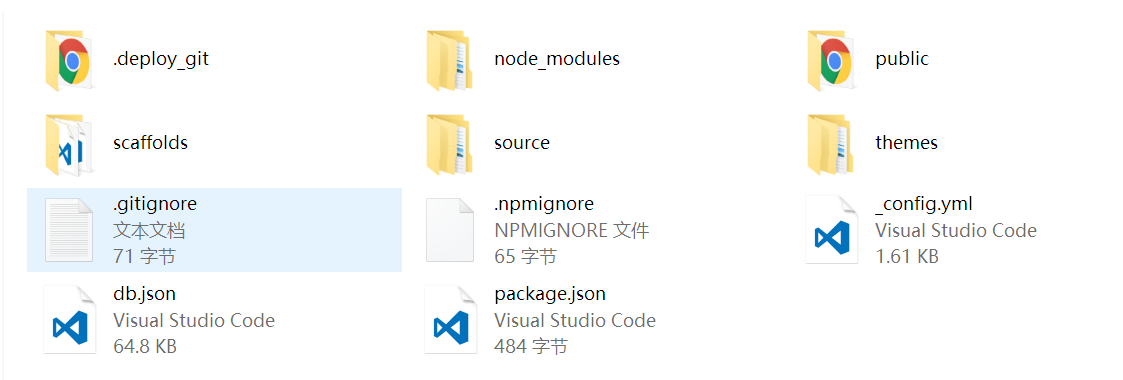 .deploy_git
node_modules
public
scaffolds
source
themes
.gitignore
文本文档
71 字节
.npmignore
NPMIGNORE 文件
65 字节
_config.yml
Visual Studio Code
1.61 KB
db.json
Visual Studio Code
64.8 KB
package.json
Visual Studio Code
484 字节